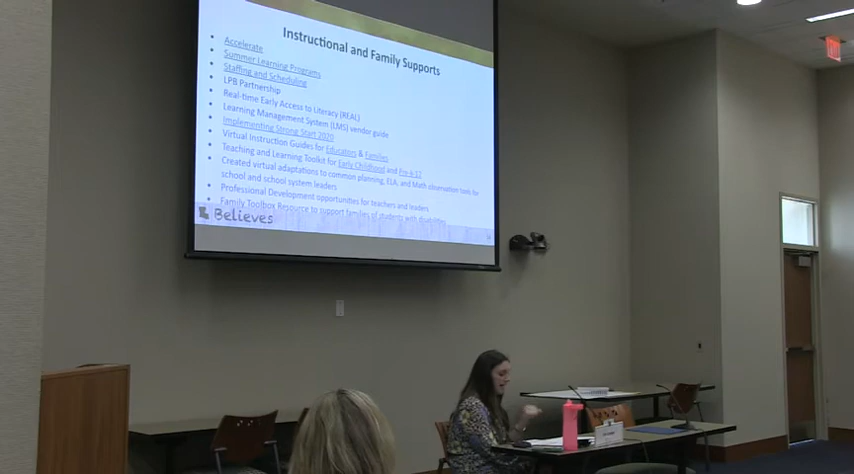 Instructional and Family Supports
• Accelerate
• Summer Learning Programs
• Staffing and Scheduling
• LPB Partnership
• Real-time Early Access to Literacy (REAL)
• Learning Management System (LMS) vendor guide
• Implementing Strong Start 2020
• Virtual Instruction Guides for Educators & Families
• Teaching and Learning Toolkit for Early Childhood and Pre-k-12
• Created virtual adaptations to common planning, ELA, and Math observation tools for
school and school system leaders
• Professional Development opportunities for teachers and leaders
• Family Toolbox Resource to support families of students with disabilities
Believes